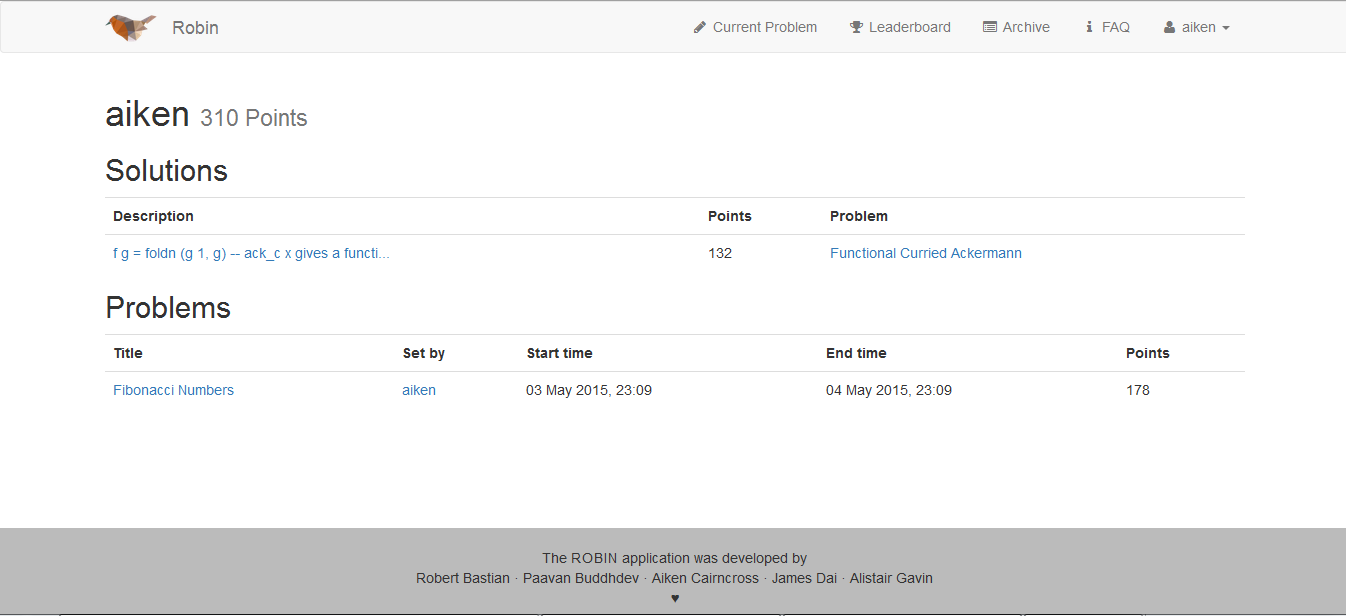 Robin Current Problem Leaderboard Archive FAQ aiken
aiken 310 Points
Solutions
Description Points Problem
f g = foldn (g 1, g) -- ack_c x gives a functi... 132 Functional Curried Ackermann
Problems
Title Set by Start time End time Points
Fibonacci Numbers aiken 03 May 2015, 23:09 04 May 2015, 23:09 178
The ROBIN application was developed by
Robert Bastian · Paavan Buddhdev · Aiken Cairncross · James Dai · Alistair Gavin
♥